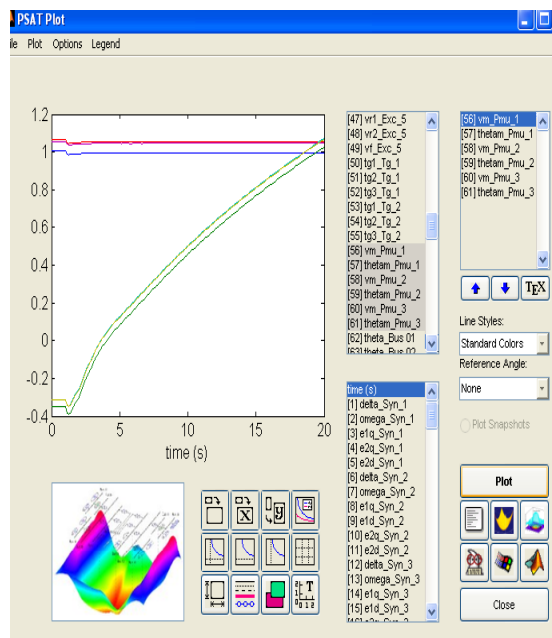 PSAT Plot
ile Plot Options Legend
1.2
1
0.8
0.6
0.4
0.2
0
-0.2
-0.4
0 5 10 15 20
time (s)
[47] vr1_Exc_5
[48] vr2_Exc_5
[49] vf_Exc_5
[50] tg1_Tg_1
[51] tg2_Tg_1
[52] tg3_Tg_1
[53] tg1_Tg_2
[54] tg2_Tg_2
[55] tg3_Tg_2
[56] vm_Pmu_1
[57] thetam_Pmu_1
[58] vm_Pmu_2
[59] thetam_Pmu_2
[60] vm_Pmu_3
[61] thetam_Pmu_3
[62] theta_Bus 01
[63] theta_Bus 02
time (s)
[1] delta_Syn_1
[2] omega_Syn_1
[3] e1q_Syn_1
[4] e2q_Syn_1
[5] e2d_Syn_1
[6] delta_Syn_2
[7] omega_Syn_2
[8] e1q_Syn_2
[9] e1d_Syn_2
[10] e2q_Syn_2
[11] e2d_Syn_2
[12] delta_Syn_3
[13] omega_Syn_3
[14] e1q_Syn_3
[15] e1d_Syn_3
[16] e2q_Syn_3
[56] vm_Pmu_1
[57] thetam_Pmu_1
[58] vm_Pmu_2
[59] thetam_Pmu_2
[60] vm_Pmu_3
[61] thetam_Pmu_3
TEX
Line Styles:
Standard Colors
Reference Angle:
None
Plot Snapshots
Plot
Close